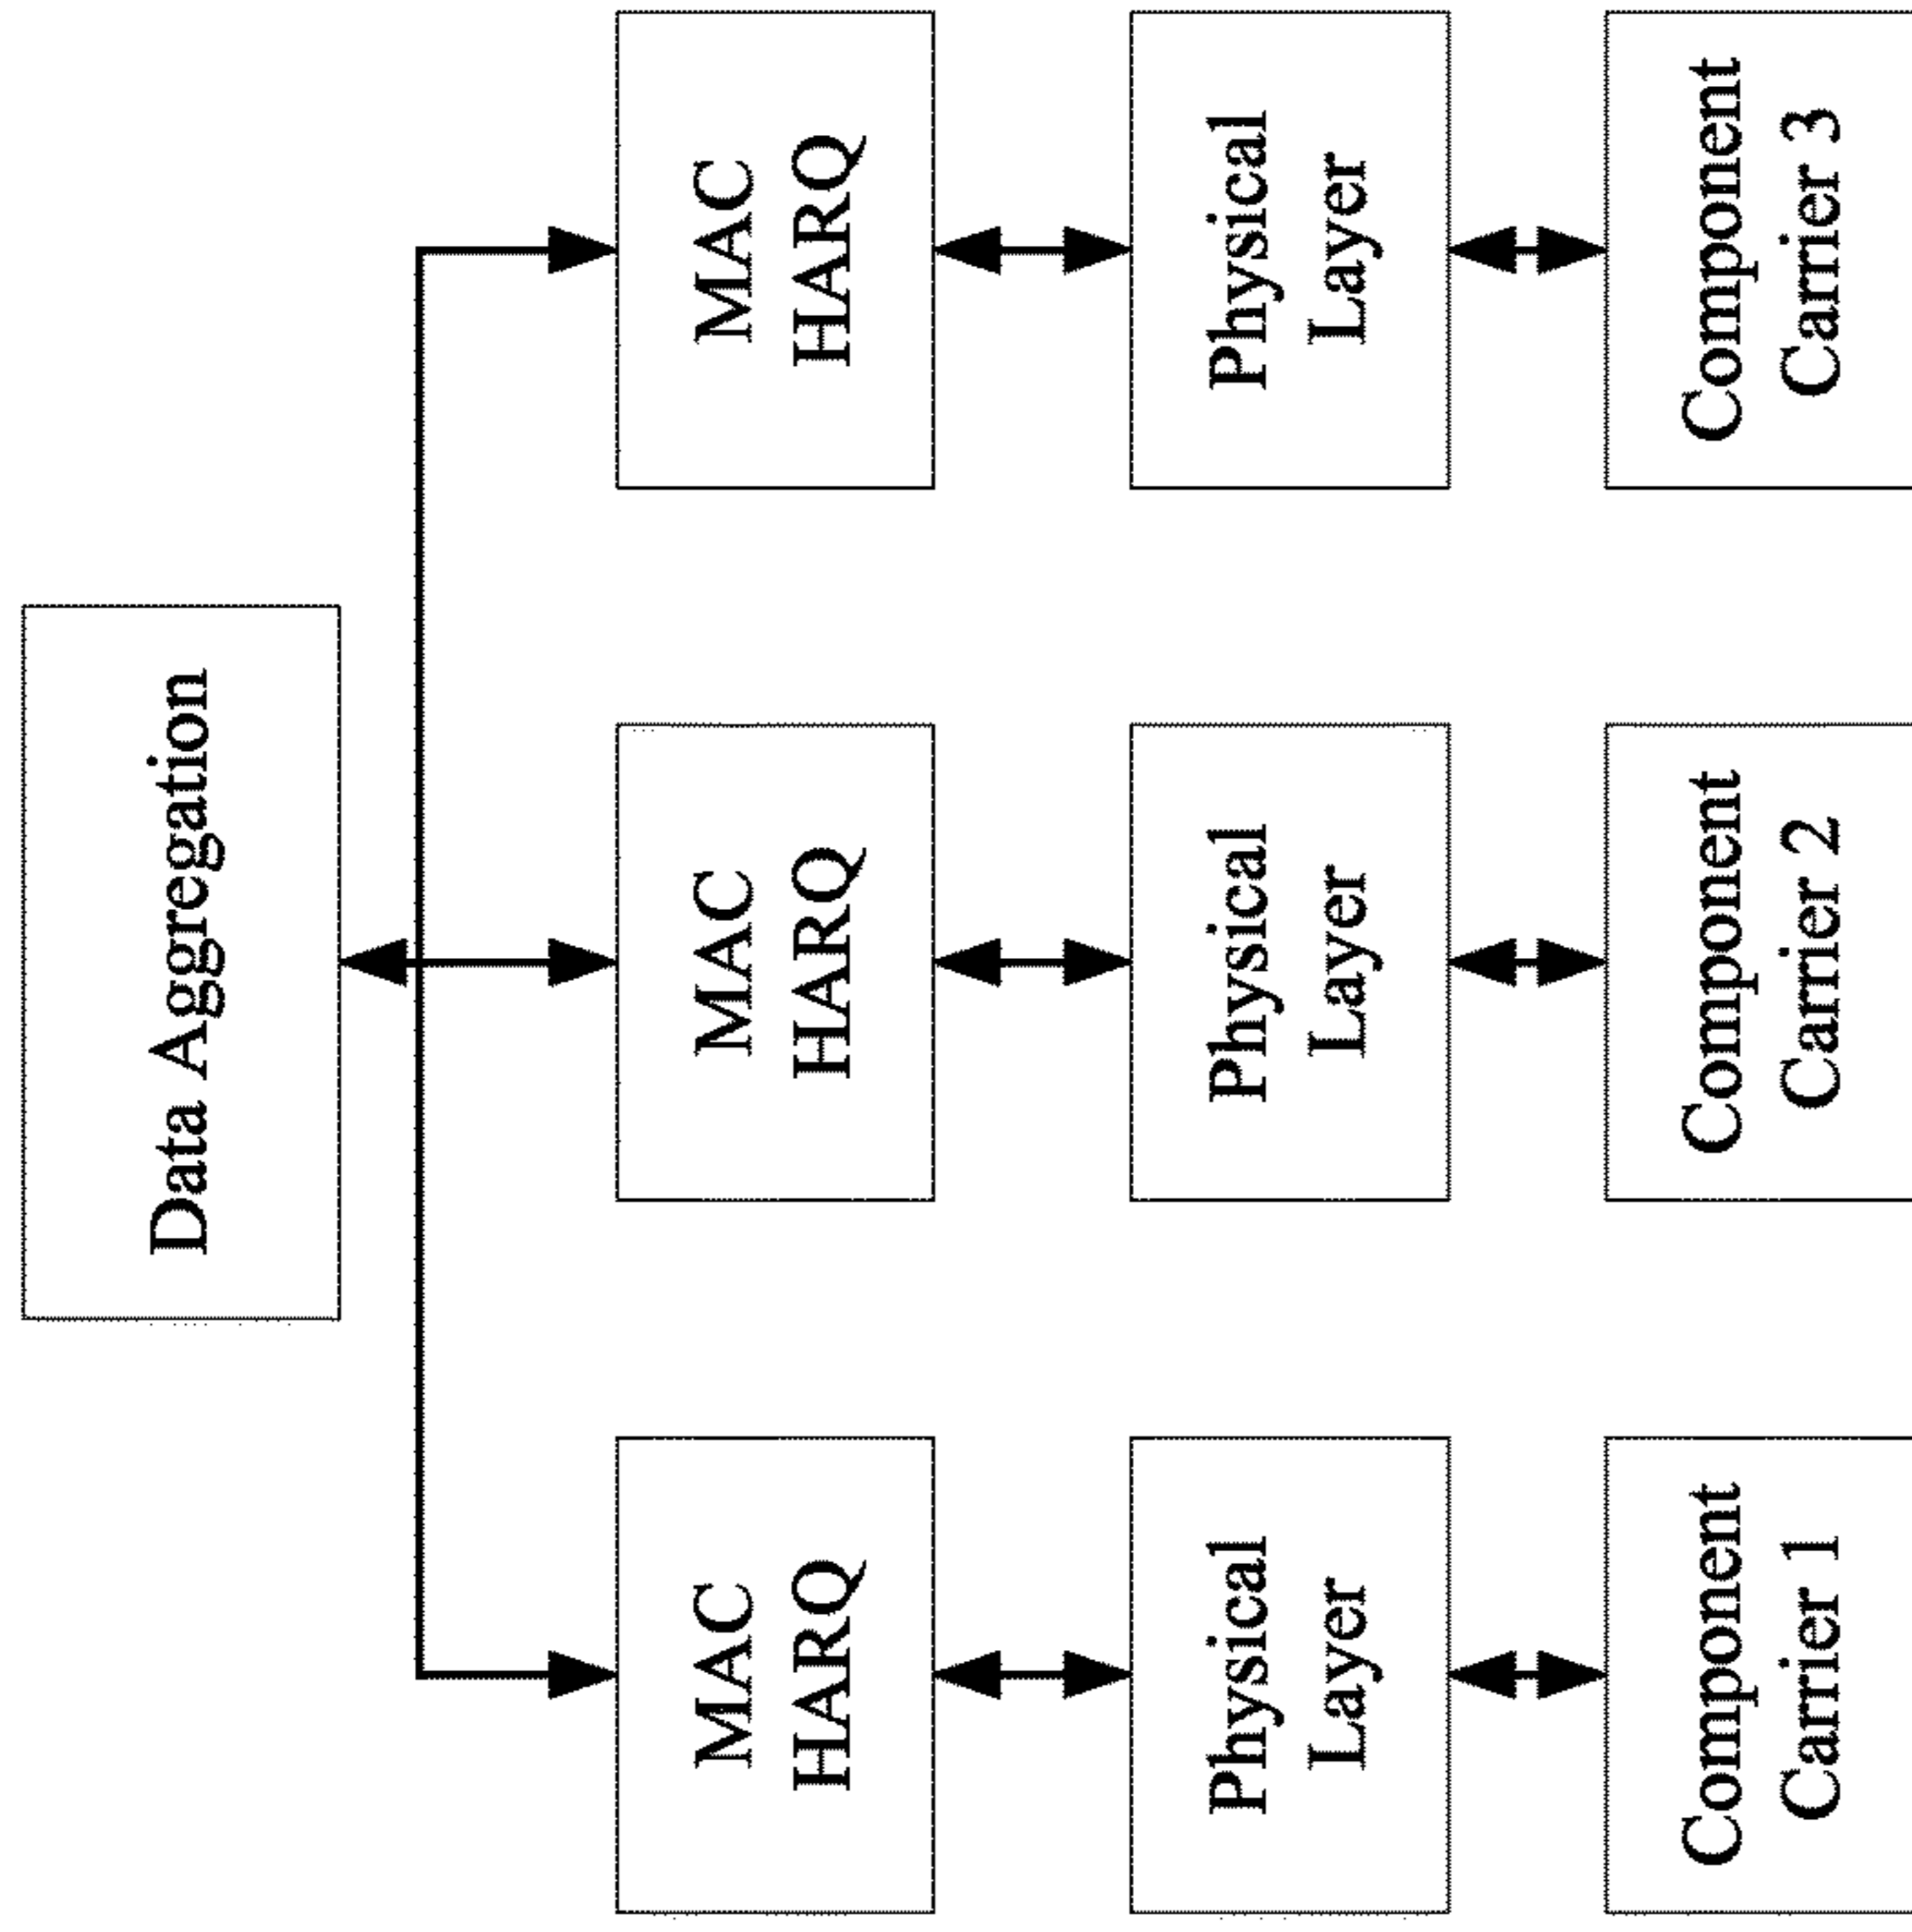 Data Aggregation
MAC
HARQ
MAC
HARQ
MAC
HARQ
Physical
Layer
Physical
Layer
Physical
Layer
Component
Carrier 1
Component
Carrier 2
Component
Carrier 3